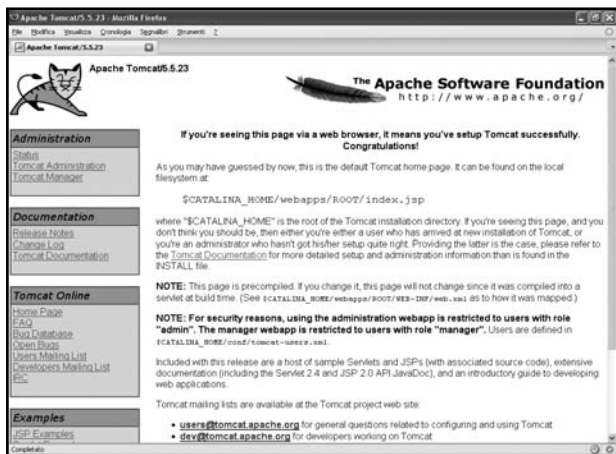 Apache Tomcat/5.5.23 - Mozilla Firefox
File Modifica Visualizza Cronologia Segnalibri Strumenti ?
Apache Tomcat/5.5.23
Apache Tomcat/5.5.23
The Apache Software Foundation
http://www.apache.org/
Administration
Status
Tomcat Administration
Tomcat Manager
Documentation
Release Notes
Change Log
Tomcat Documentation
Tomcat Online
Home Page
FAQ
Bug Database
Open Bugs
Users Mailing List
Developers Mailing List
IRC
Examples
JSP Examples
If you're seeing this page via a web browser, it means you've setup Tomcat successfully.
Congratulations!
As you may have guessed by now, this is the default Tomcat home page. It can be found on the local
filesystem at:
$CATALINA_HOME/webapps/ROOT/index.jsp
where "$CATALINA_HOME" is the root of the Tomcat installation directory. If you're seeing this page, and you
don't think you should be, then either you're either a user who has arrived at new installation of Tomcat, or
you're an administrator who hasn't got his/her setup quite right. Providing the latter is the case, please refer to
the Tomcat Documentation for more detailed setup and administration information than is found in the
INSTALL file.
NOTE: This page is precompiled. If you change it, this page will not change since it was compiled into a
servlet at build time. (See $CATALINA_HOME/webapps/ROOT/WEB-INF/web.xml as to how it was mapped.)
NOTE: For security reasons, using the administration webapp is restricted to users with role
"admin". The manager webapp is restricted to users with role "manager". Users are defined in
$CATALINA_HOME/conf/tomcat-users.xml.
Included with this release are a host of sample Servlets and JSP's (with associated source code), extensive
documentation (including the Servlet 2.4 and JSP 2.0 API JavaDoc), and an introductory guide to developing
web applications.
Tomcat mailing lists are available at the Tomcat project web site:
• users@tomcat.apache.org for general questions related to configuring and using Tomcat
• dev@tomcat.apache.org for developers working on Tomcat
Completato